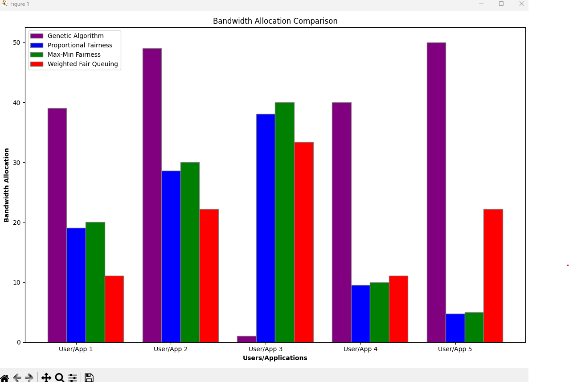 Figure 1
Bandwidth Allocation Comparison
Genetic Algorithm
Proportional Fairness
Max-Min Fairness
Weighted Fair Queuing
Bandwidth Allocation
50
40
30
20
10
0
User/App 1 User/App 2 User/App 3 User/App 4 User/App 5
Users/Applications